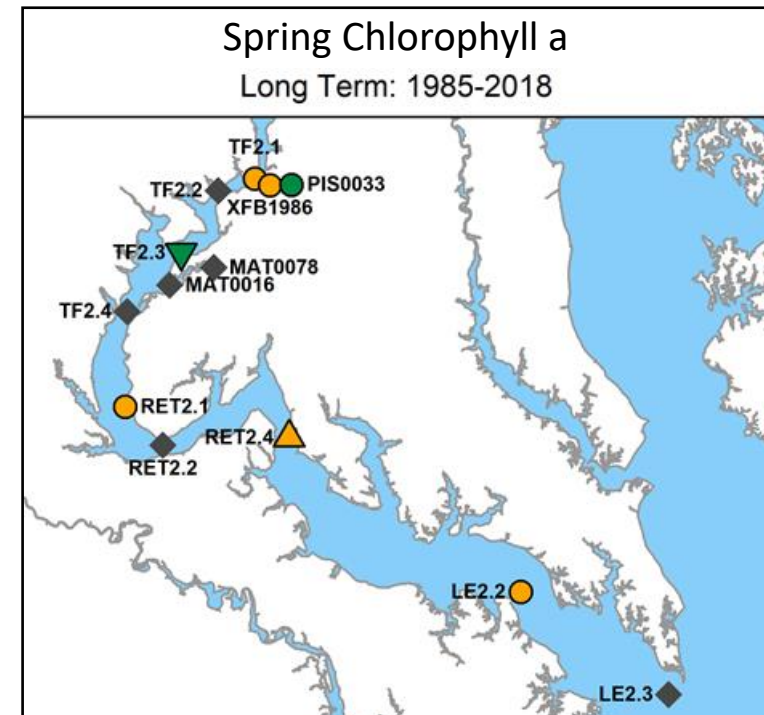 Spring Chlorophyll a
Long Term: 1985-2018
TF2.1
TF2.2
PIS0033
XFB1986
TF2.3
MAT0078
MAT0016
TF2.4
RET2.1
RET2.4
RET2.2
LE2.2
LE2.3